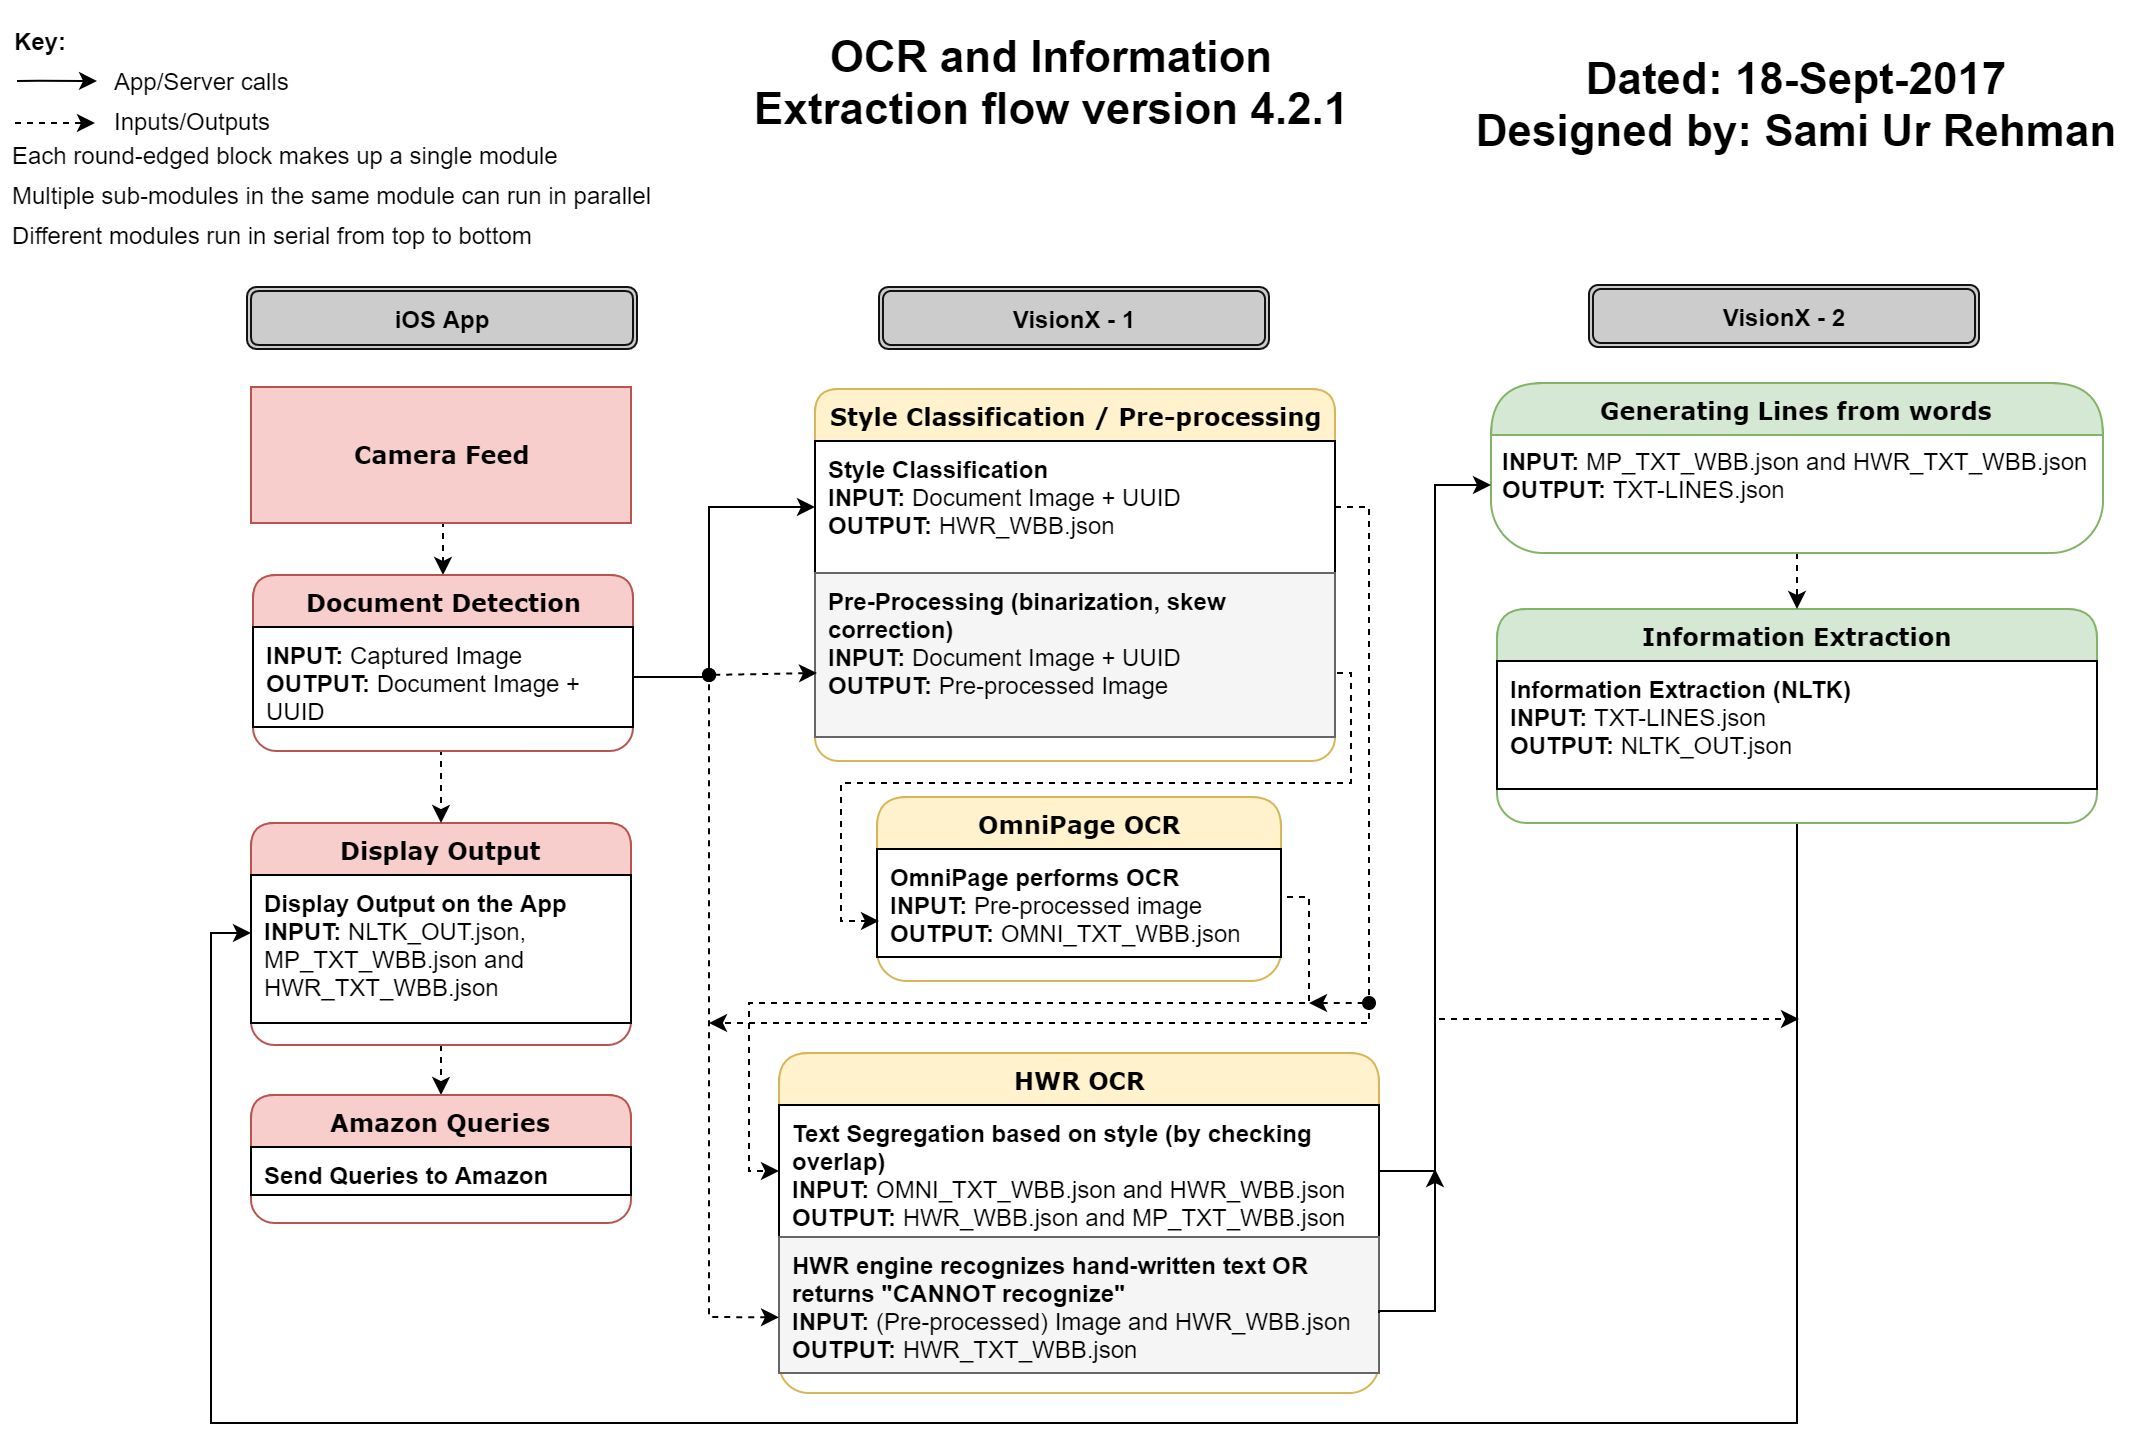 Key:
App/Server calls
Inputs/Outputs
Each round-edged block makes up a single module
Multiple sub-modules in the same module can run in parallel
Different modules run in serial from top to bottom
OCR and Information
Extraction flow version 4.2.1
Dated: 18-Sept-2017
Designed by: Sami Ur Rehman
iOS App
Camera Feed
Document Detection
INPUT: Captured Image
OUTPUT: Document Image +
UUID
Display Output
Display Output on the App
INPUT: NLTK_OUT.json,
MP_TXT_WBB.json and
HWR_TXT_WBB.json
Amazon Queries
Send Queries to Amazon
VisionX - 1
Style Classification / Pre-processing
Style Classification
INPUT: Document Image + UUID
OUTPUT: HWR_WBB.json
Pre-Processing (binarization, skew
correction)
INPUT: Document Image + UUID
OUTPUT: Pre-processed Image
OmniPage OCR
OmniPage performs OCR
INPUT: Pre-processed image
OUTPUT: OMNI_TXT_WBB.json
HWR OCR
Text Segregation based on style (by checking
overlap)
INPUT: OMNI_TXT_WBB.json and HWR_WBB.json
OUTPUT: HWR_WBB.json and MP_TXT_WBB.json
HWR engine recognizes hand-written text OR
returns "CANNOT recognize"
INPUT: (Pre-processed) Image and HWR_WBB.json
OUTPUT: HWR_TXT_WBB.json
VisionX - 2
Generating Lines from words
INPUT: MP_TXT_WBB.json and HWR_TXT_WBB.json
OUTPUT: TXT-LINES.json
Information Extraction
Information Extraction (NLTK)
INPUT: TXT-LINES.json
OUTPUT: NLTK_OUT.json